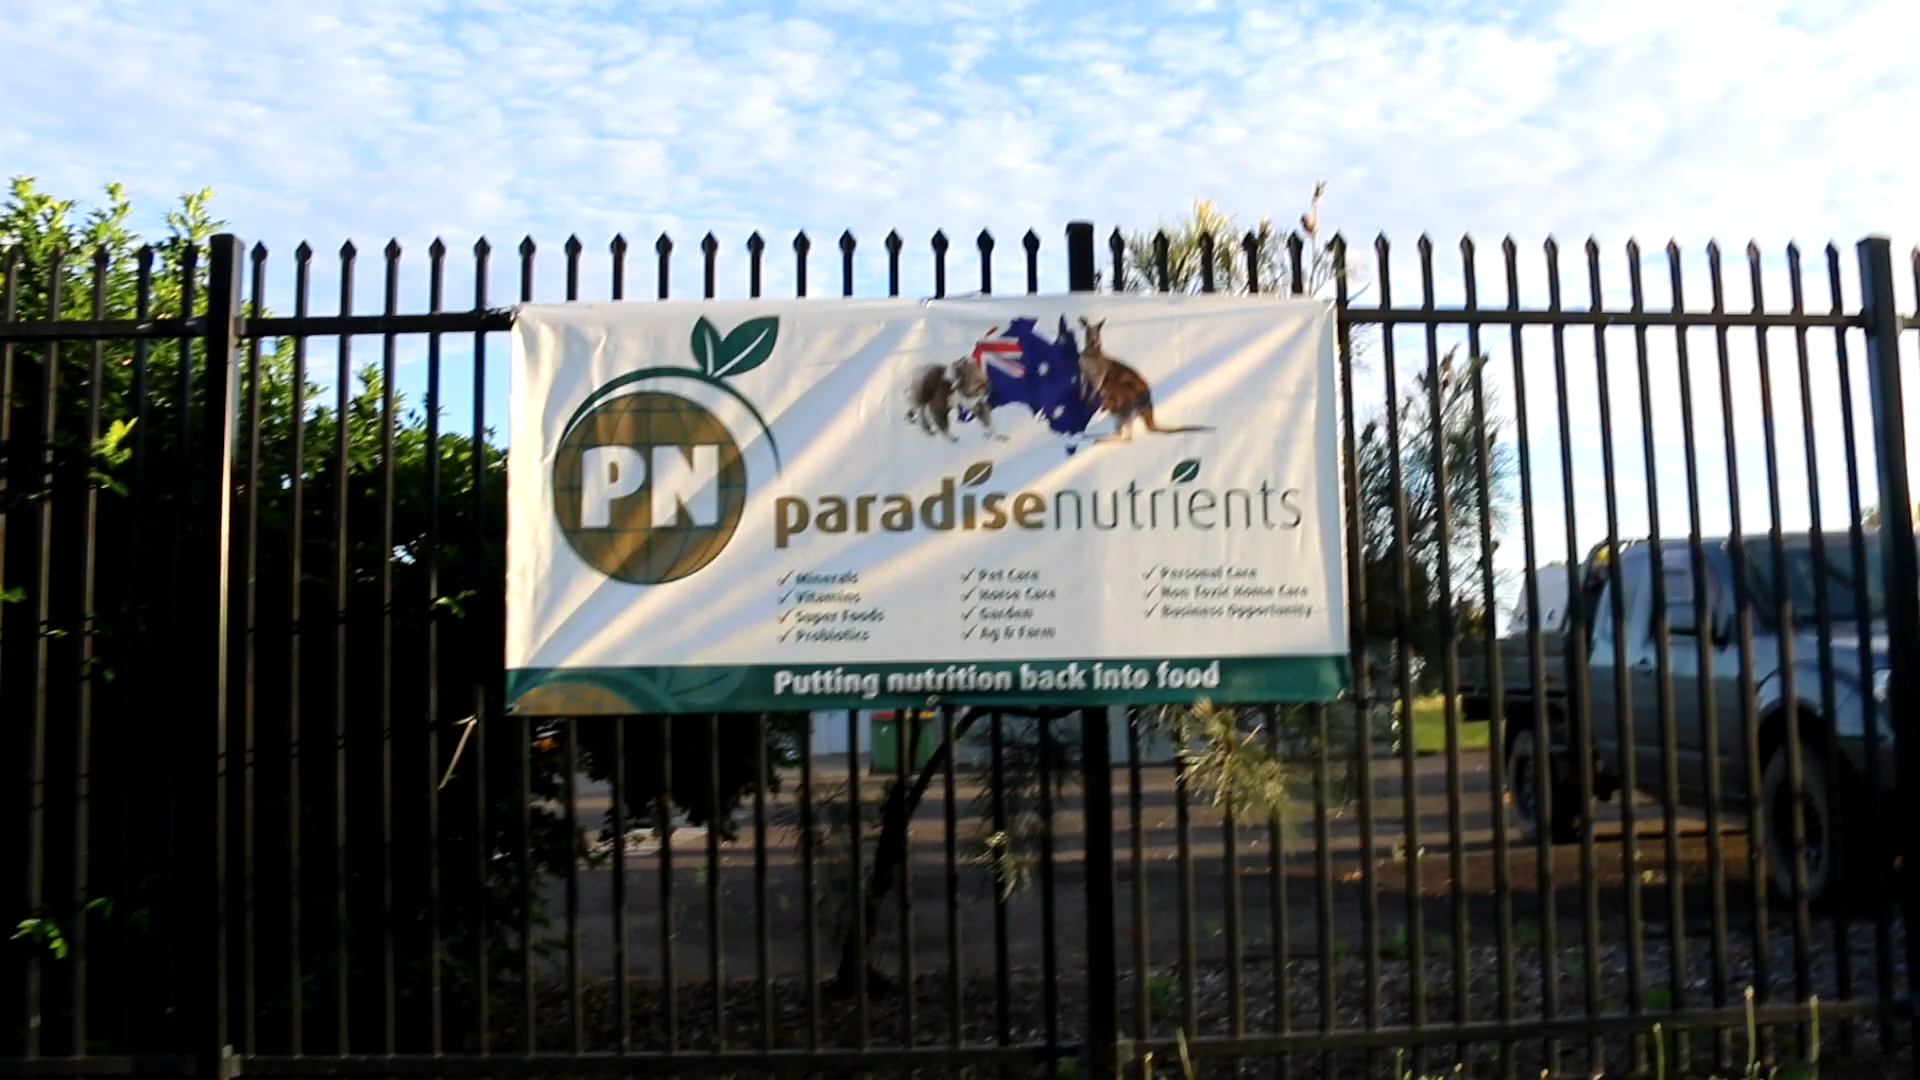 PN
paradisenutrients
✓ Minerals
✓ Vitamins
✓ Super Foods
✓ Probiotics
✓ Pet Care
✓ Horse Care
✓ Garden
✓ Ag & Farm
✓ Personal Care
✓ Non Toxic Home Care
✓ Business Opportunity
Putting nutrition back into food